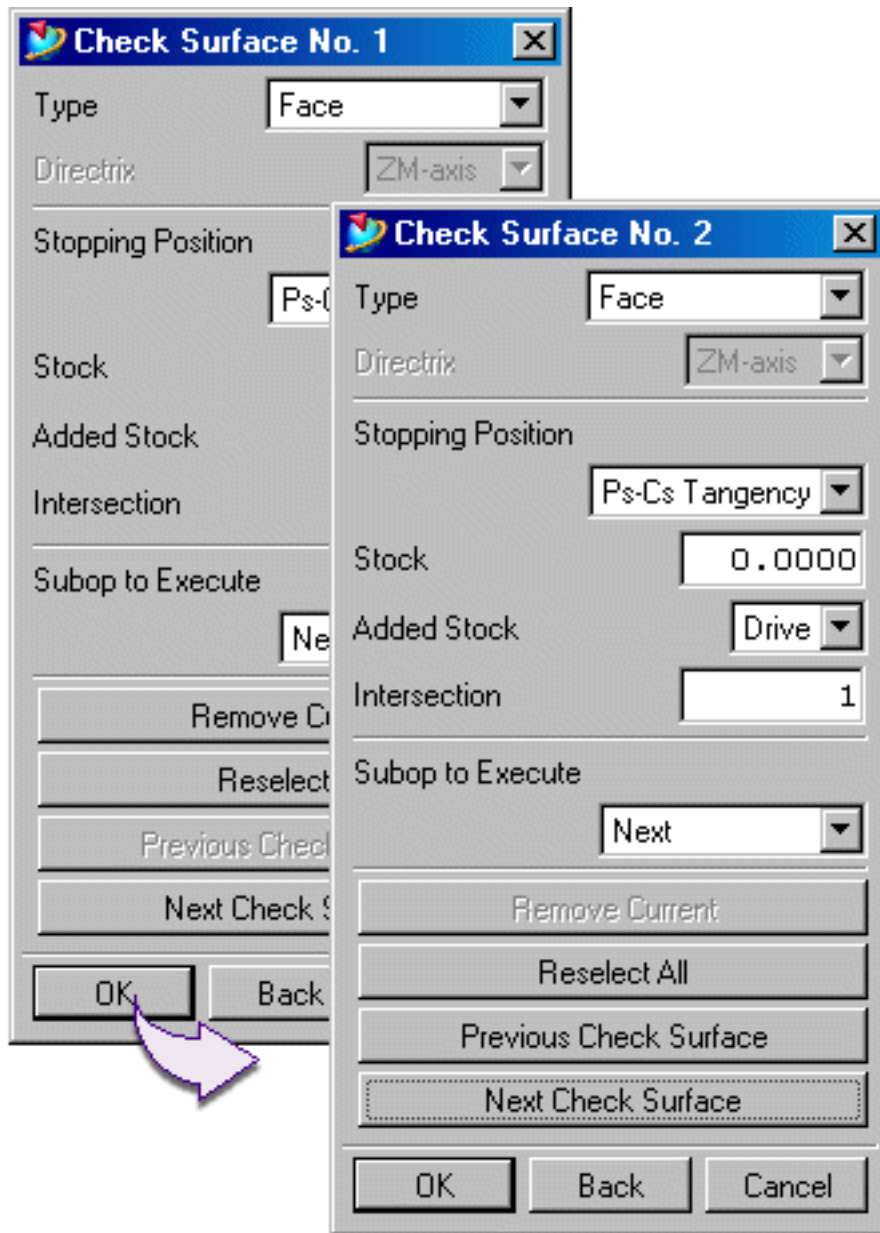 Check Surface No. 1
Type Face
Directrix ZM-axis
Stopping Position
Stock
Added Stock
Intersection
Subop to Execute
Reselect
Previous
Next Check
OK Back
Check Surface No. 2
Type Face
Directrix ZM-axis
Stopping Position
Ps-Cs Tangency
Stock 0.0000
Added Stock Drive
Intersection 1
Subop to Execute
Next
Remove Current
Reselect All
Previous Check Surface
Next Check Surface
OK Back Cancel